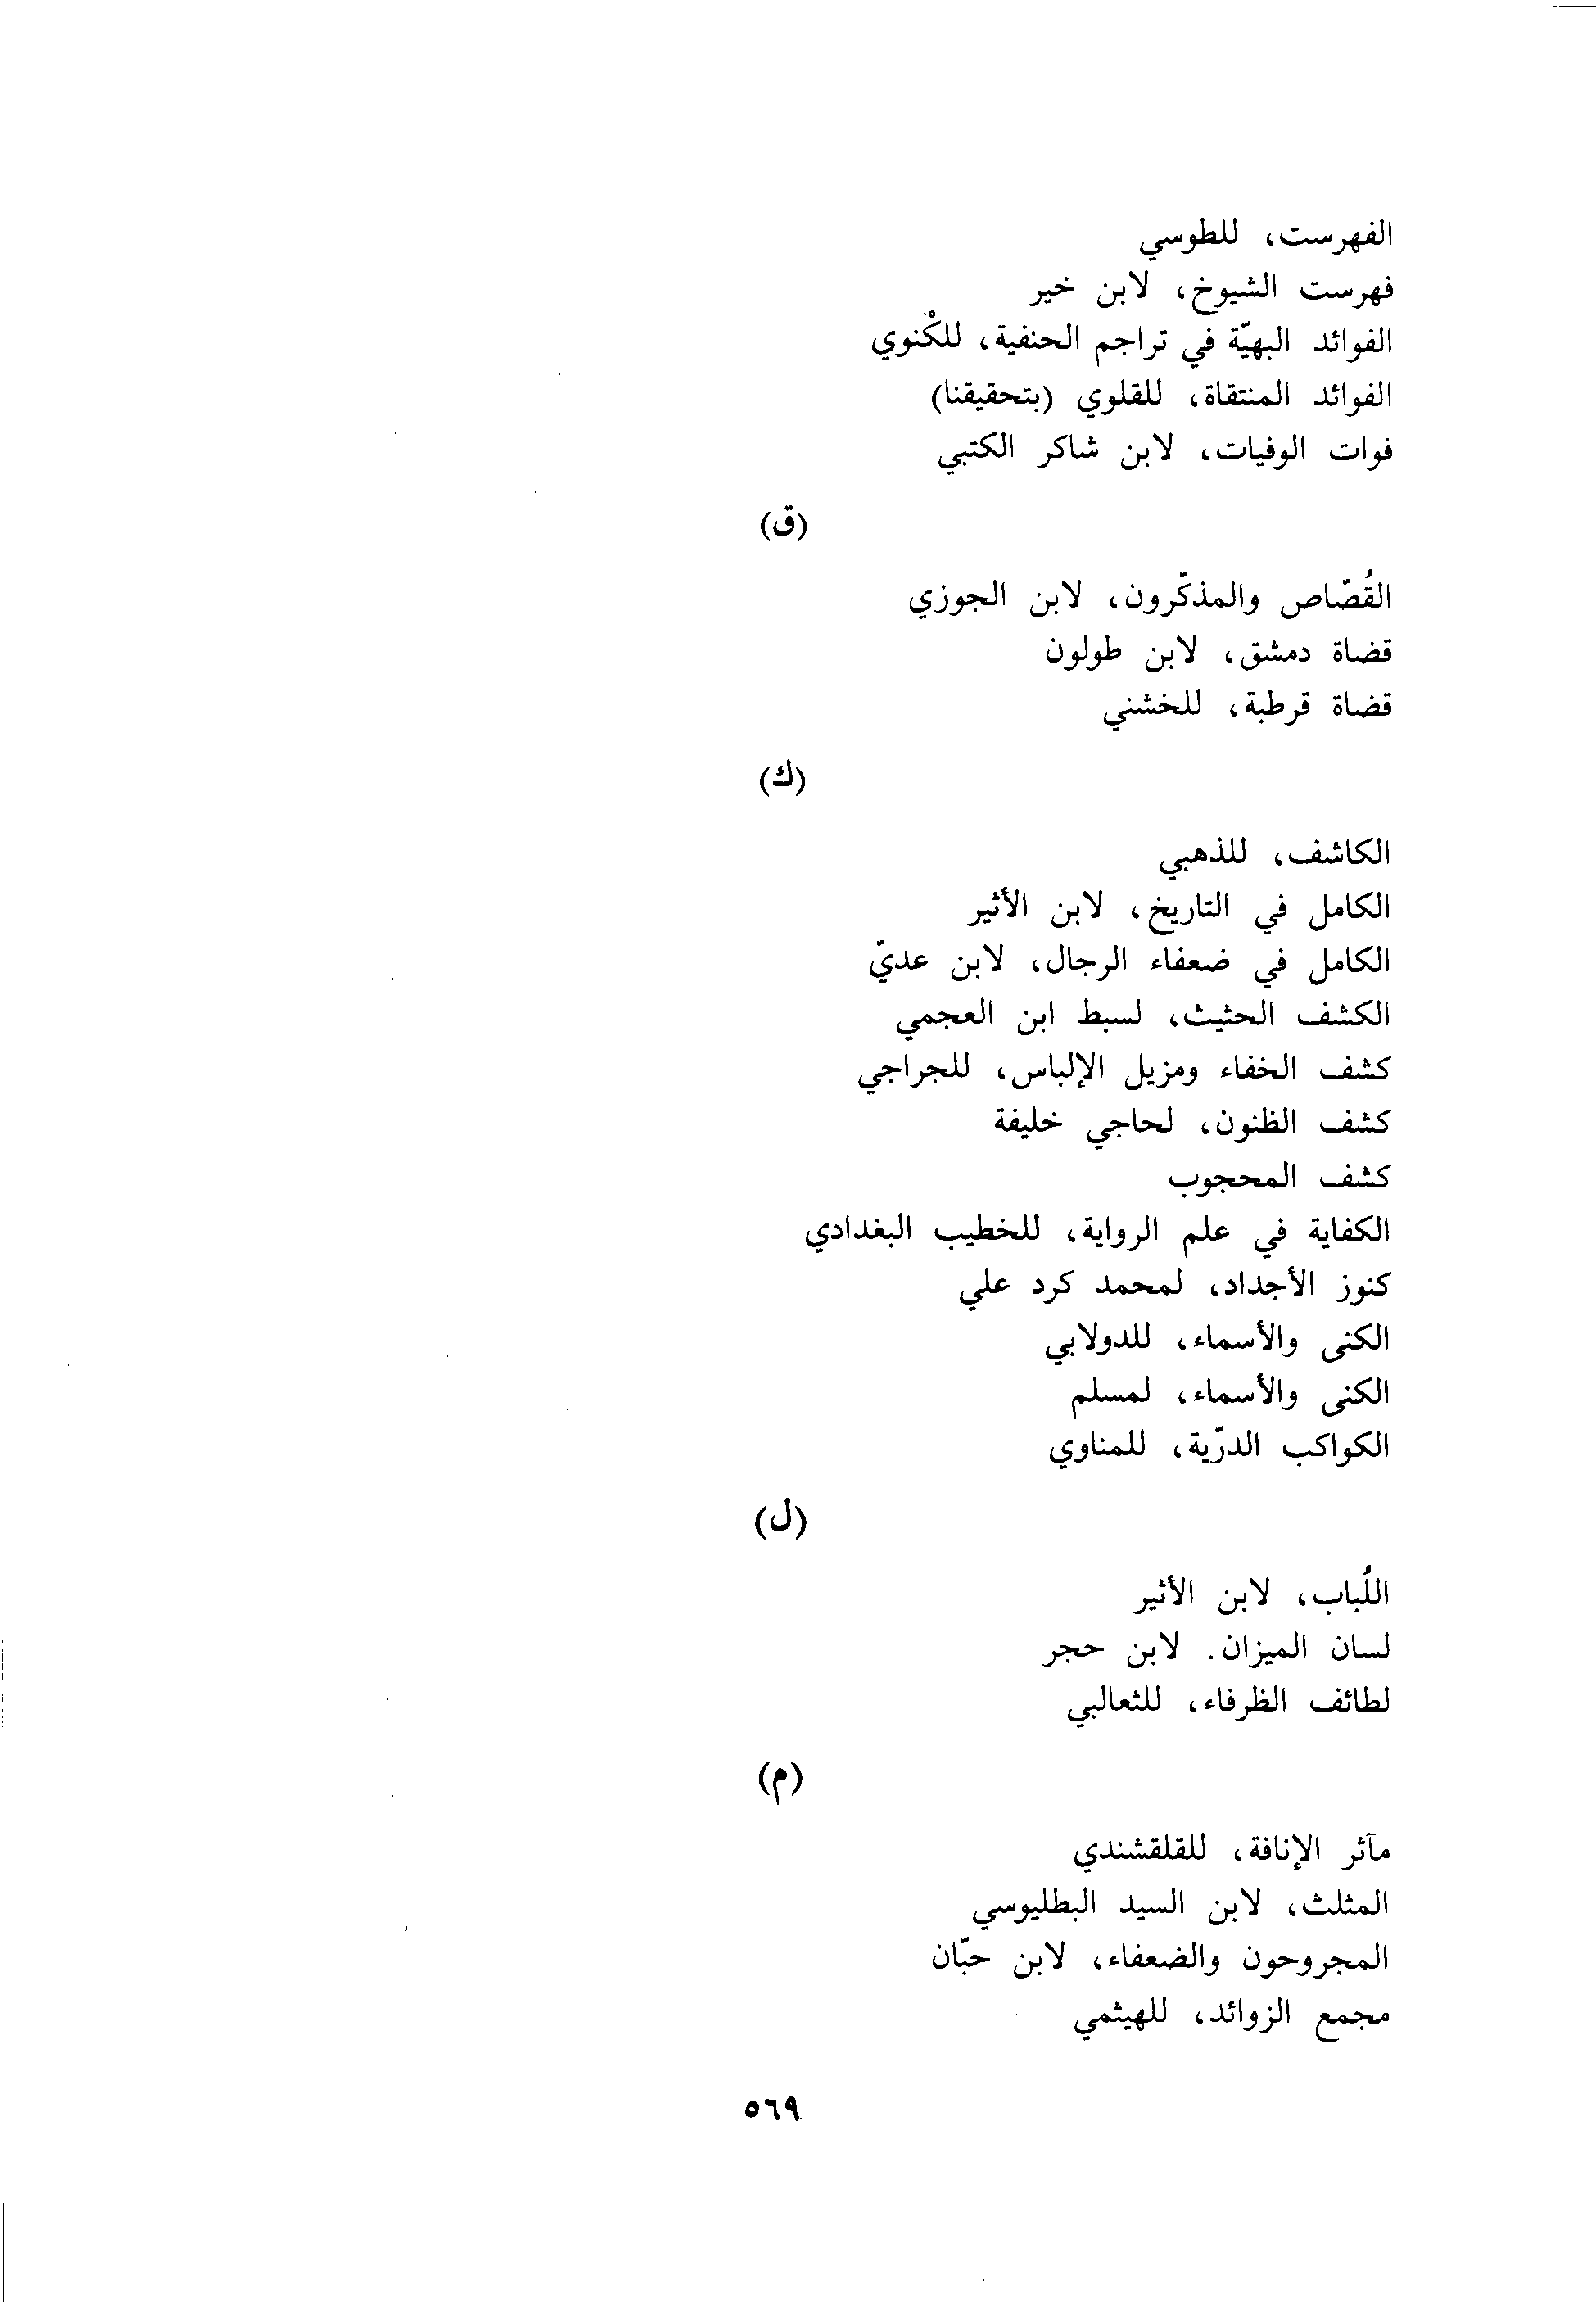 الفهرست، للطوسي
فهرست الشيوخ، لابن خير
الفوائد البهيّة في تراجم الحنفية، للكْنوي
الفوائد المنتقاة، للقلوي (بتحقيقنا)
فوات الوفيات، لابن شاكر الكتبي
(ق)
القُصّاص والمذكّرون، لابن الجوزي
قضاة دمشق، لابن طولون
قضاة قرطبة، للخشني
(ك)
الكاشف، للذهبي
الكامل في التاريخ، لابن الأثير
الكامل في ضعفاء الرجال، لابن عديّ
الكشف الحثيث، لسبط ابن العجمي
كشف الخفاء ومزيل الإلباس، للجراجي
كشف الظنون، لحاجي خليفة
كشف المحجوب
الكفاية في علم الرواية، للخطيب البغدادي
كنوز الأجداد، لمحمد كرد علي
الكنى والأسماء، للدولابي
الكنى والأسماء، لمسلم
الكواكب الدرّية، للمناوي
(ل)
اللُباب، لابن الأثير
لسان الميزان. لابن حجر
لطائف الظرفاء، للثعالبي
(م)
مآثر الإنافة، للقلقشندي
المثلث، لابن السيد البطليوسي
المجروحون والضعفاء، لابن حبّان
مجمع الزوائد، للهيثمي
٥٦٩